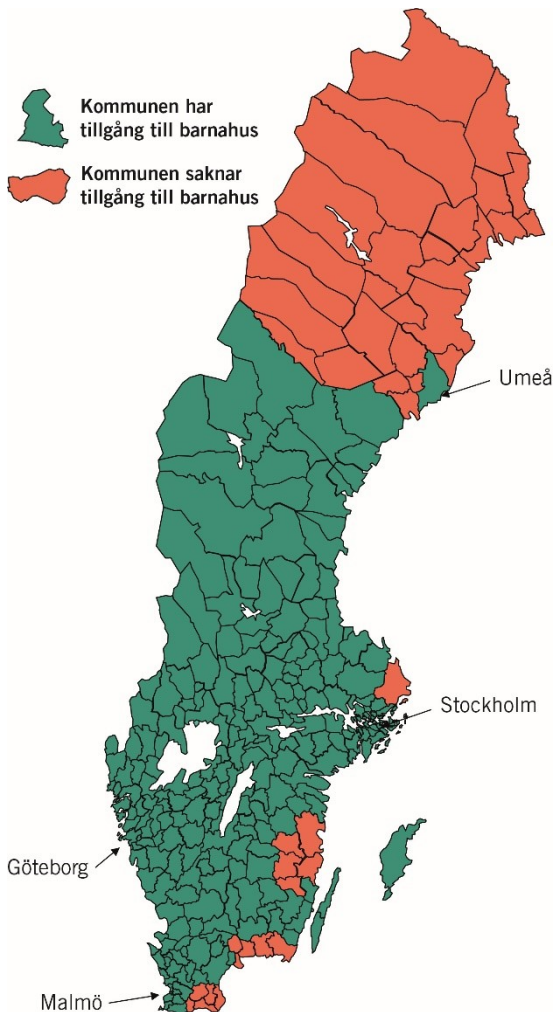 Kommunen har
tillgång till barnahus
Kommunen saknar
tillgång till barnahus
Umeå
Stockholm
Göteborg
Malmö